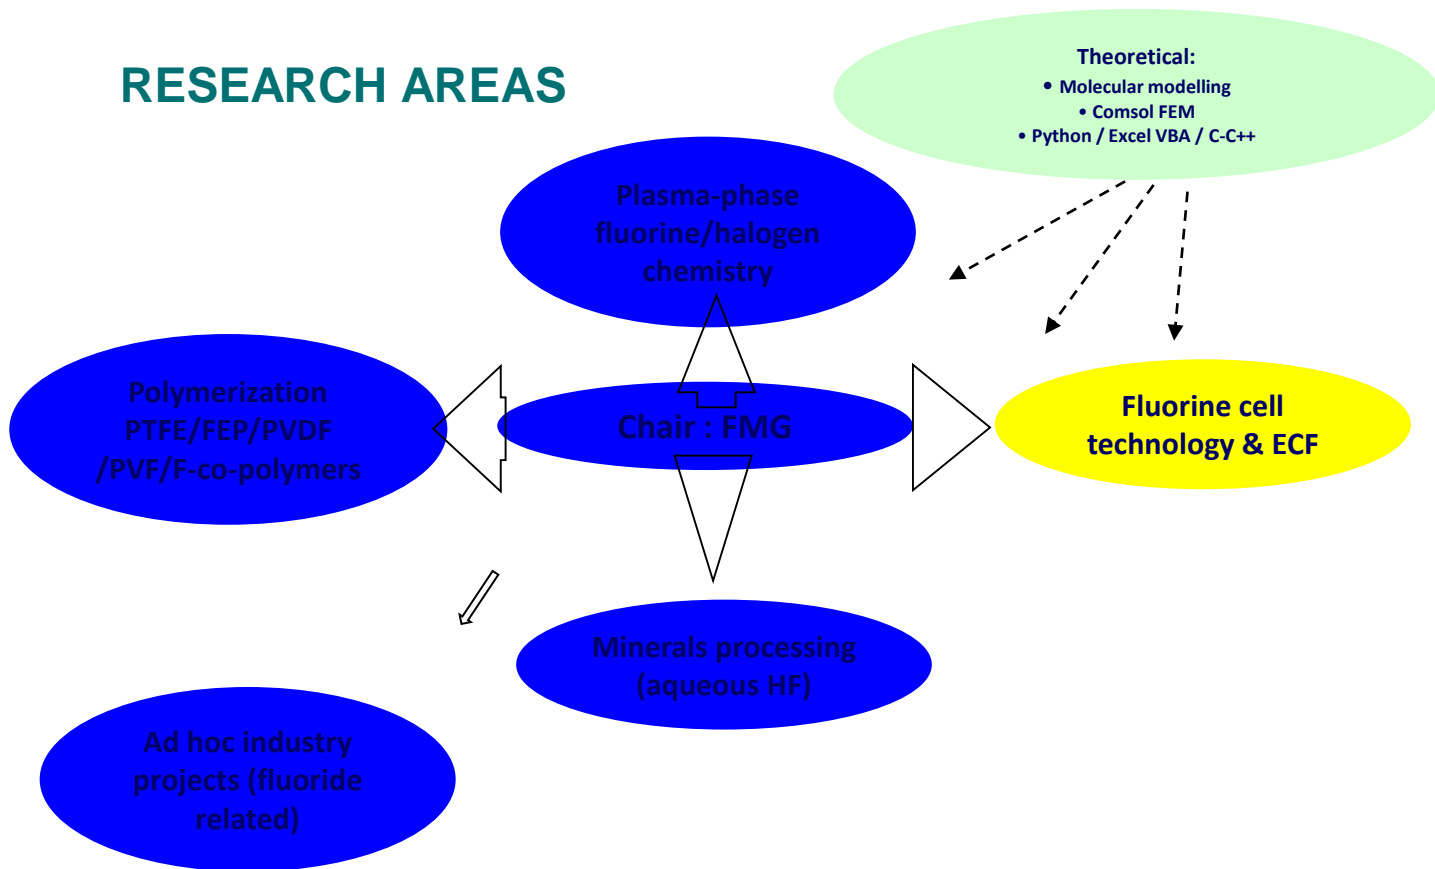 RESEARCH AREAS
Theoretical:
• Molecular modelling
• Comsol FEM
• Python / Excel VBA / C-C++
Plasma-phase
fluorine/halogen
chemistry
Polymerization
PTFE/FEP/PVDF
/PVF/F-co-polymers
Chair : FMG
Fluorine cell
technology & ECF
Minerals processing
(aqueous HF)
Ad hoc industry
projects (fluoride
related)